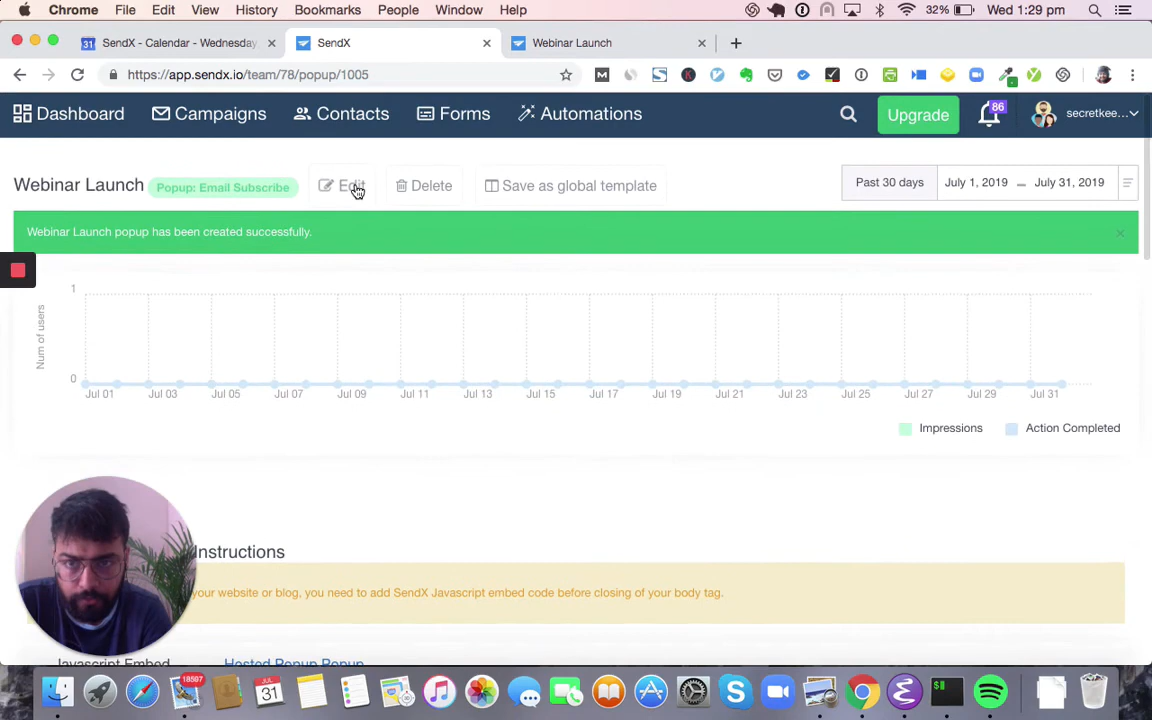 Chrome File Edit View History Bookmarks People Window Help 32% Wed 1:29 pm
SendX - Calendar - Wednesday SendX Webinar Launch
https://app.sendx.io/team/78/popup/1005
Dashboard Campaigns Contacts Forms Automations Upgrade 86 secretkee...
Webinar Launch Popup: Email Subscribe Edit Delete Save as global template Past 30 days July 1, 2019 July 31, 2019
Webinar Launch popup has been created successfully.
1
Num of users
0
Jul 01 Jul 03 Jul 05 Jul 07 Jul 09 Jul 11 Jul 13 Jul 15 Jul 17 Jul 19 Jul 21 Jul 23 Jul 25 Jul 27 Jul 29 Jul 31
Impressions Action Completed
Instructions
your website or blog, you need to add SendX Javascript embed code before closing of your body tag.
Javascript Embed Hosted Popup Popup
18597 JUL 31